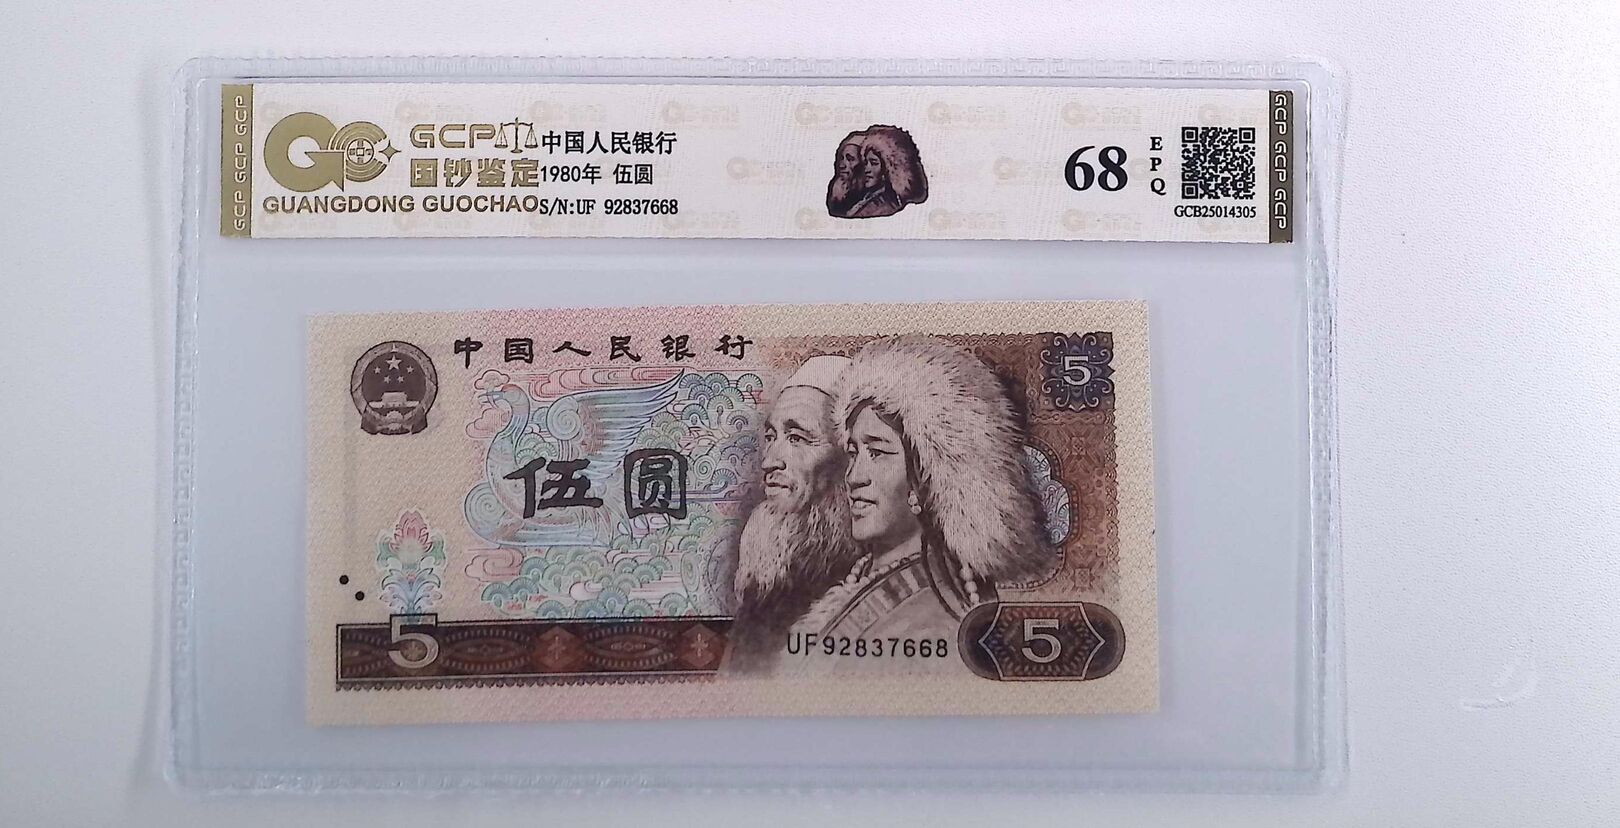 GCP
国钞鉴定
GUANGDONG GUOCHAO
中国人民银行
1980年 伍圆
S/N:UF 92837668
68
EPQ
GCB25014305
GCP GCP GCP
GCP GCP GCP
中国人民银行
5
伍圆
UF92837668
5
5